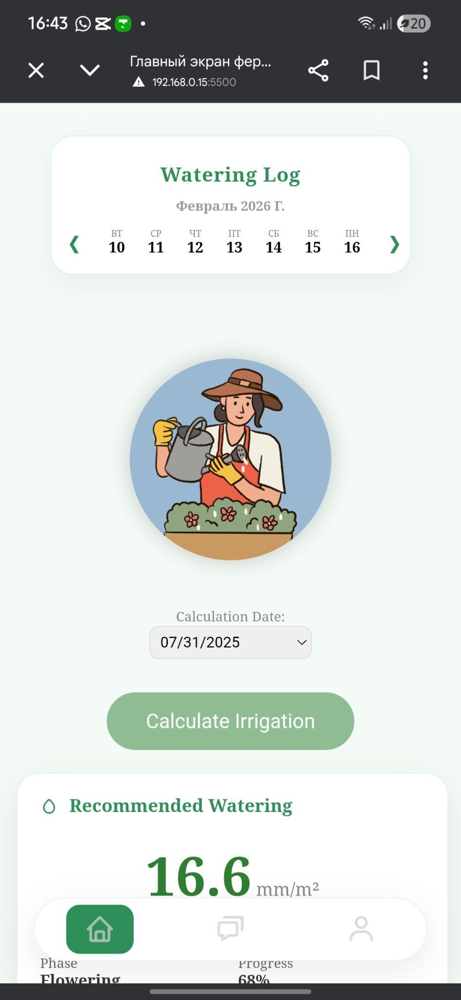 16:43
20
Главный экран фер...
192.168.0.15:5500
Watering Log
Февраль 2026 Г.
ВТ СР ЧТ ПТ СБ ВС ПН
❮ 10 11 12 13 14 15 16 ❯
Calculation Date:
07/31/2025
Calculate Irrigation
Recommended Watering
16.6 mm/m²
Phase Progress
Flowering 68%